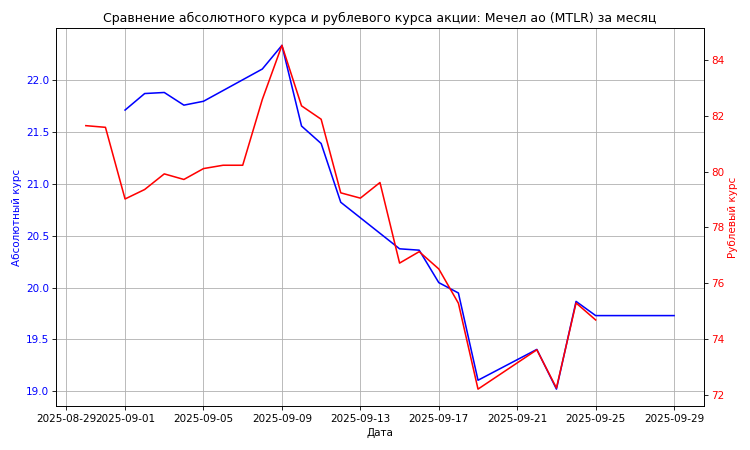 Сравнение абсолютного курса и рублевого курса акции: Мечел ао (MTLR) за месяц
Абсолютный курс
22.0
21.5
21.0
20.5
20.0
19.5
19.0
84
82
80
78
76
74
72
Рублевый курс
2025-08-29 2025-09-01 2025-09-05 2025-09-09 2025-09-13 2025-09-17 2025-09-21 2025-09-25 2025-09-29
Дата